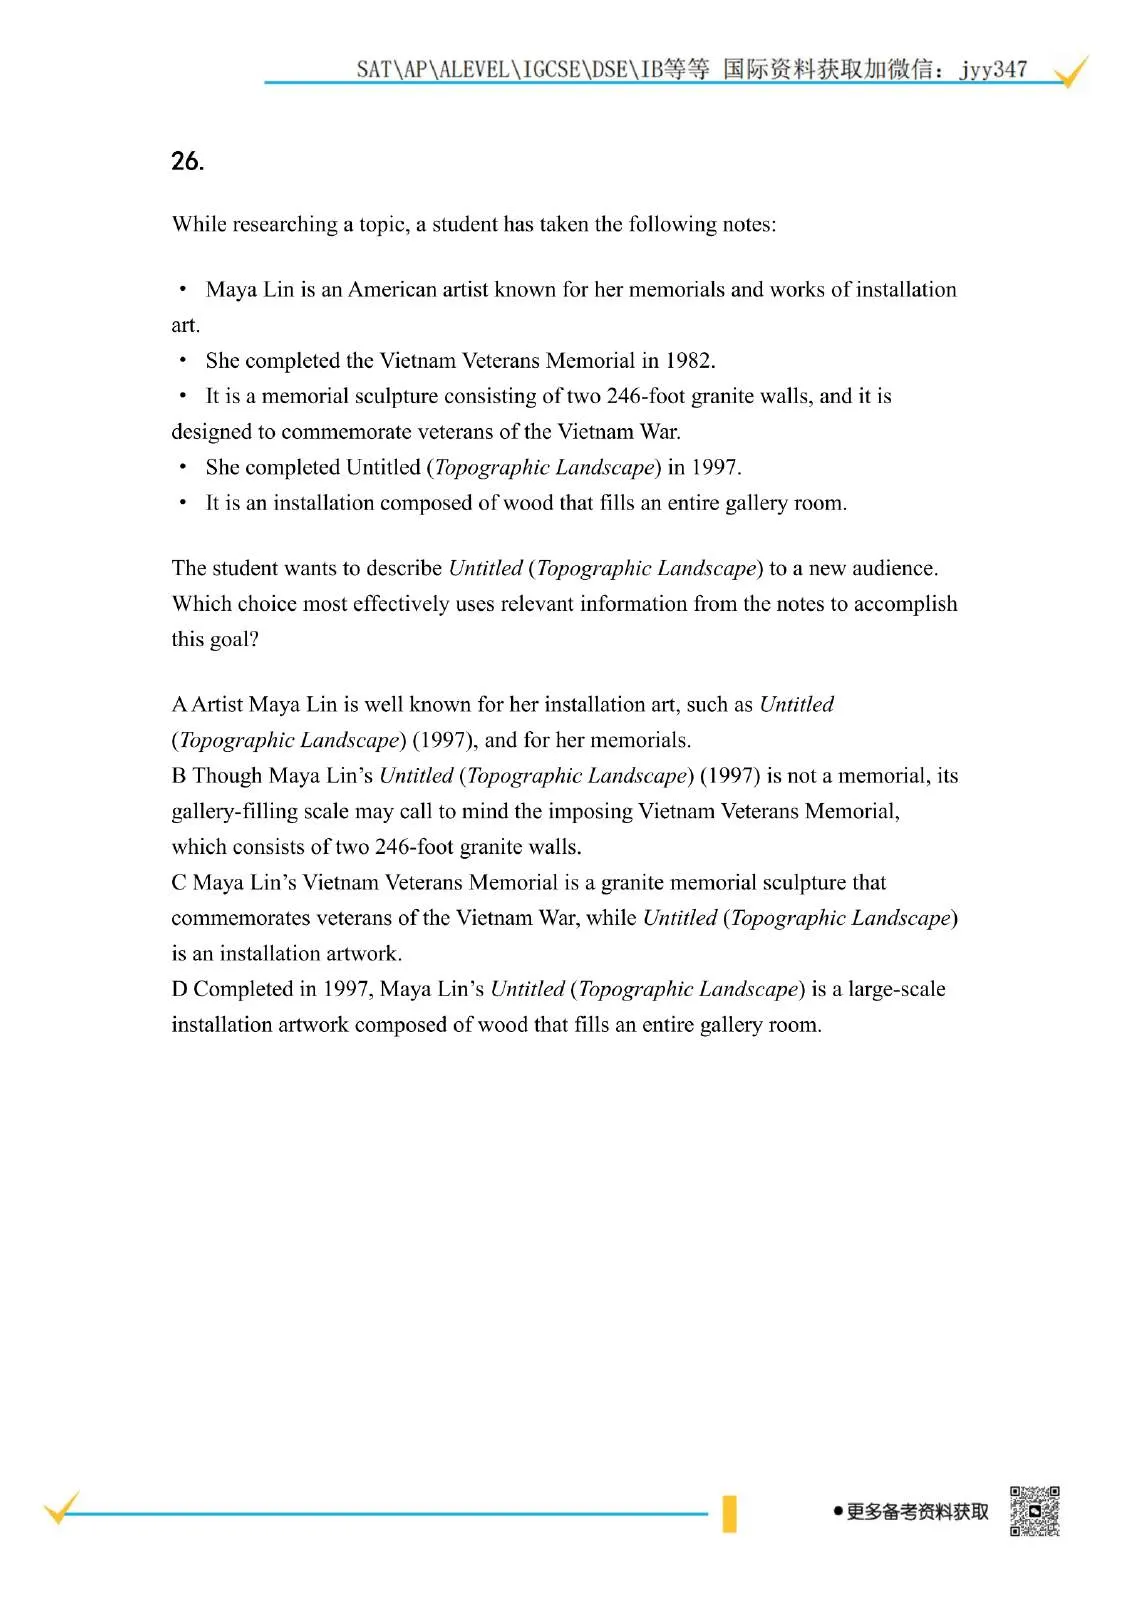 SAT\AP\ALEVEL\IGCSE\DSE\IB等等 国际资料获取加微信：jyy347
26.
While researching a topic, a student has taken the following notes:
• Maya Lin is an American artist known for her memorials and works of installation
art.
• She completed the Vietnam Veterans Memorial in 1982.
• It is a memorial sculpture consisting of two 246-foot granite walls, and it is
designed to commemorate veterans of the Vietnam War.
• She completed Untitled (Topographic Landscape) in 1997.
• It is an installation composed of wood that fills an entire gallery room.
The student wants to describe Untitled (Topographic Landscape) to a new audience.
Which choice most effectively uses relevant information from the notes to accomplish
this goal?
A Artist Maya Lin is well known for her installation art, such as Untitled
(Topographic Landscape) (1997), and for her memorials.
B Though Maya Lin’s Untitled (Topographic Landscape) (1997) is not a memorial, its
gallery-filling scale may call to mind the imposing Vietnam Veterans Memorial,
which consists of two 246-foot granite walls.
C Maya Lin’s Vietnam Veterans Memorial is a granite memorial sculpture that
commemorates veterans of the Vietnam War, while Untitled (Topographic Landscape)
is an installation artwork.
D Completed in 1997, Maya Lin’s Untitled (Topographic Landscape) is a large-scale
installation artwork composed of wood that fills an entire gallery room.
•更多备考资料获取